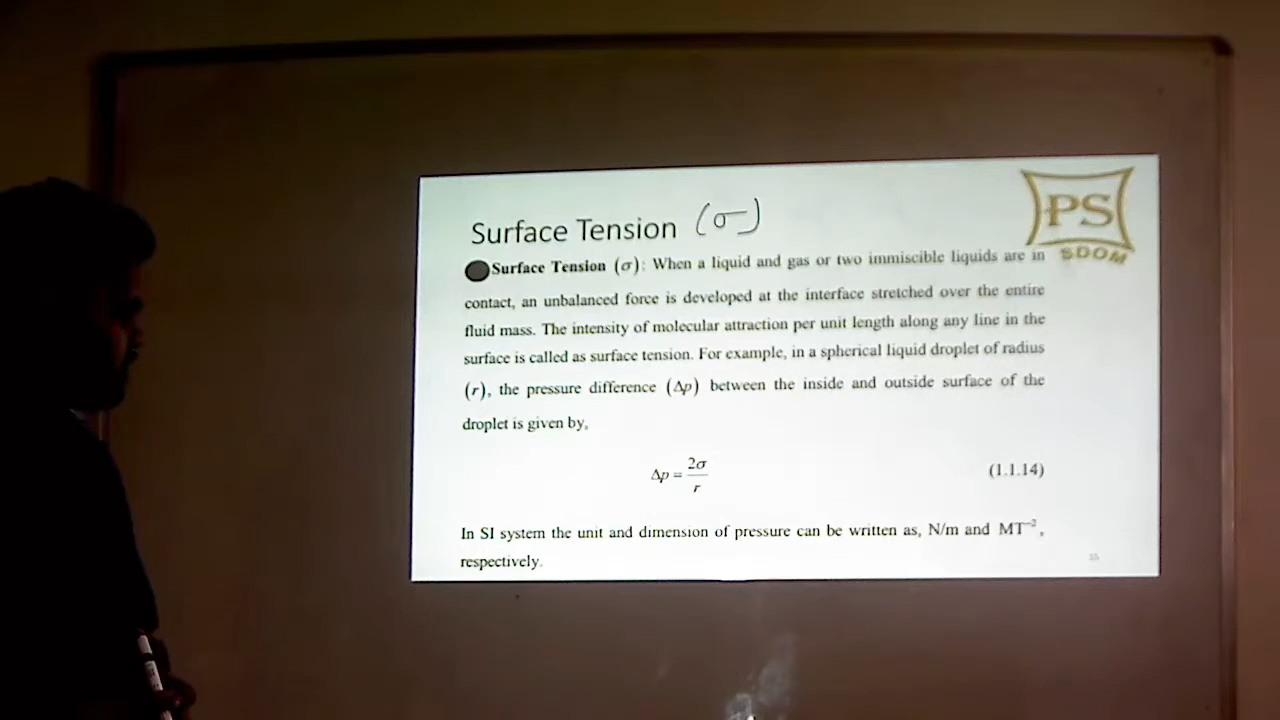 Surface Tension (σ)
PS
SDOM
Surface Tension (σ): When a liquid and gas or two immiscible liquids are in
contact, an unbalanced force is developed at the interface stretched over the entire
fluid mass. The intensity of molecular attraction per unit length along any line in the
surface is called as surface tension. For example, in a spherical liquid droplet of radius
(r), the pressure difference (Δp) between the inside and outside surface of the
droplet is given by,
Δp = 2σ/r (1.1.14)
In SI system the unit and dimension of pressure can be written as, N/m and MT⁻²,
respectively.